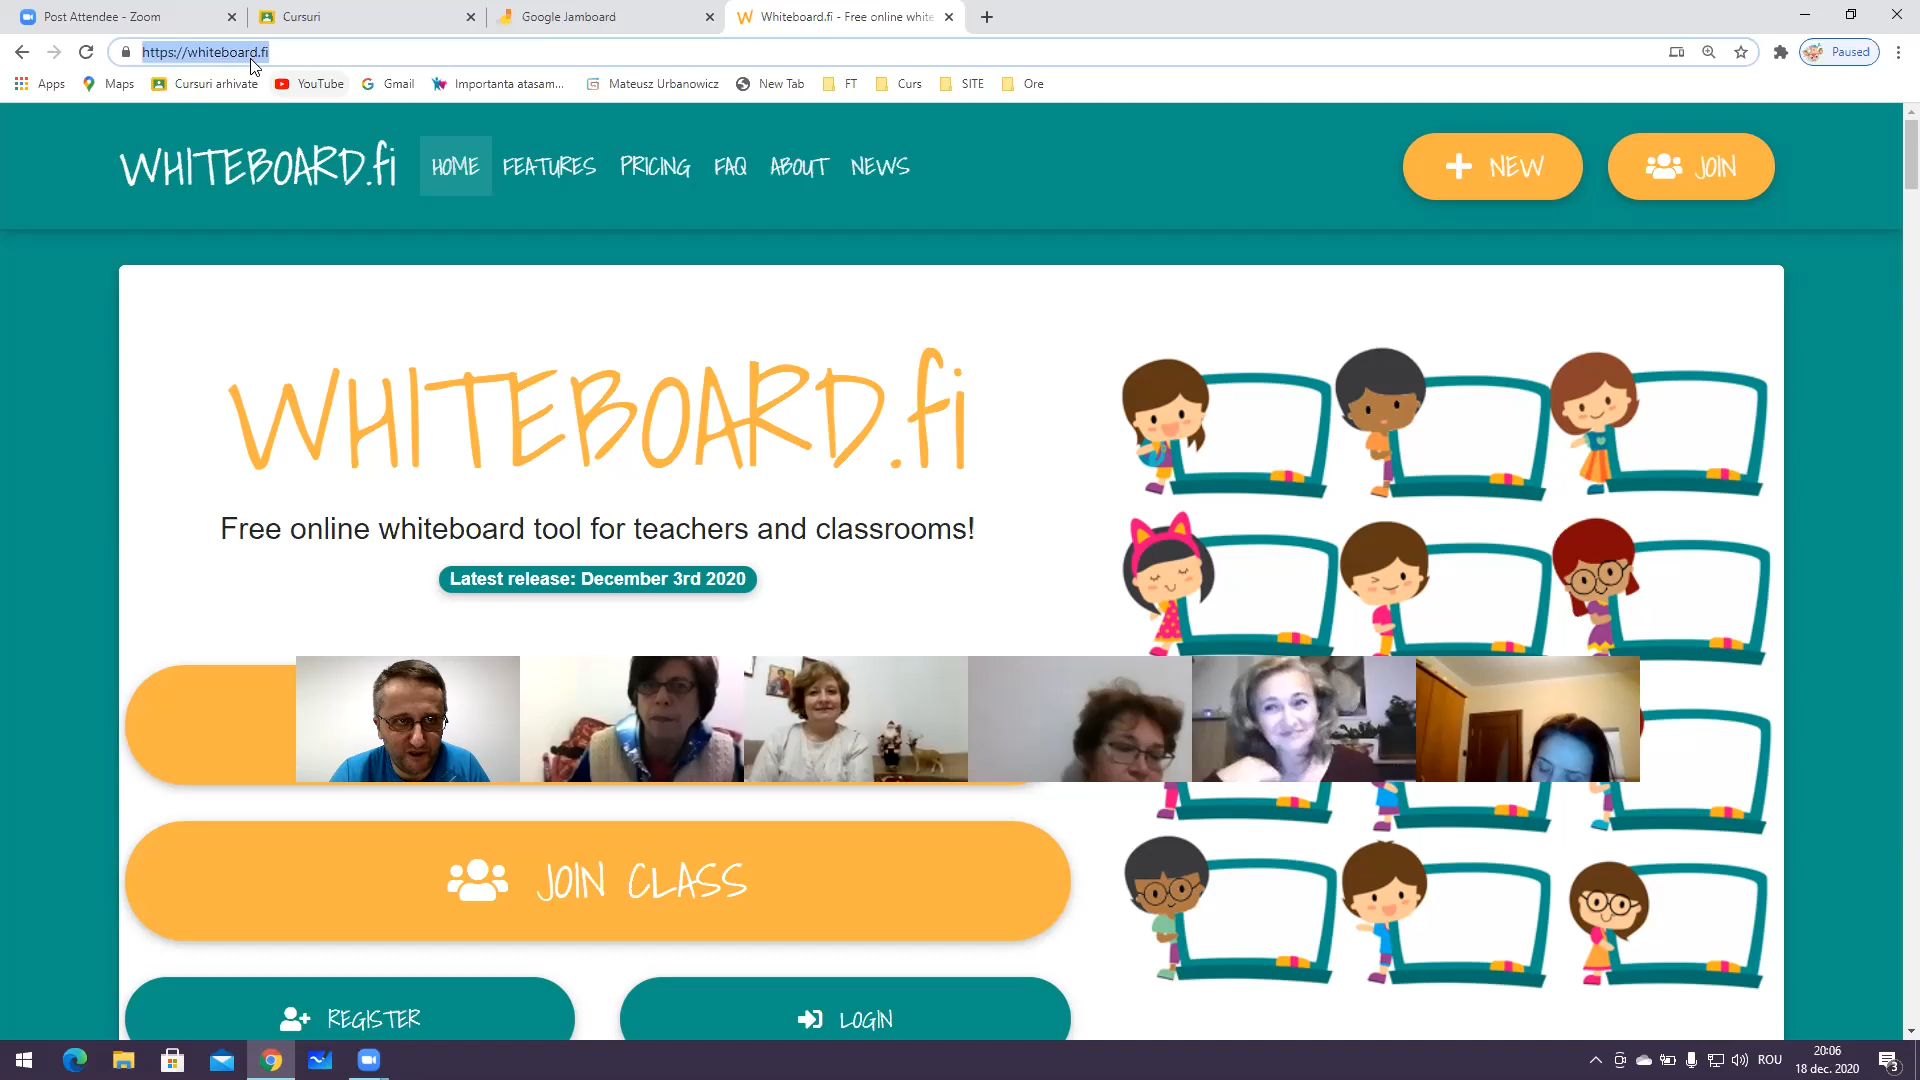 Post Attendee - Zoom
Cursuri
Google Jamboard
Whiteboard.fi - Free online white
https://whiteboard.fi
Paused
Apps
Maps
Cursuri arhivate
YouTube
Gmail
Importanta atasam...
Mateusz Urbanowicz
New Tab
FT
Curs
SITE
Ore
WHITEBOARD.fi
HOME
FEATURES
PRICING
FAQ
ABOUT
NEWS
NEW
JOIN
WHITEBOARD.fi
Free online whiteboard tool for teachers and classrooms!
Latest release: December 3rd 2020
JOIN CLASS
REGISTER
LOGIN
ROU
20:06
18 dec. 2020
3